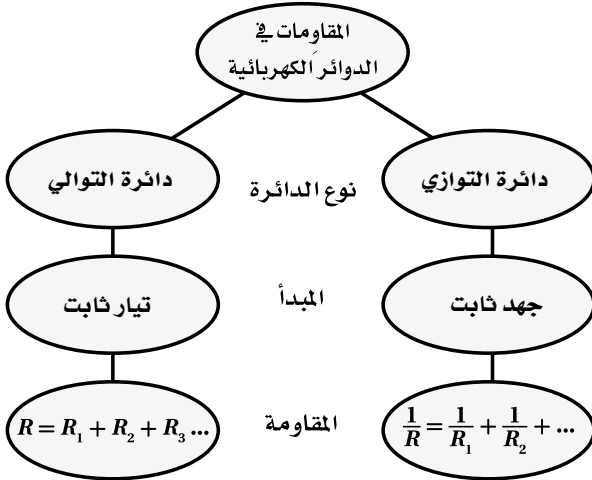 المقاومات في
الدوائر الكهربائية
دائرة التوازي
نوع الدائرة
دائرة التوالي
جهد ثابت
المبدأ
تيار ثابت
1/R = 1/R₁ + 1/R₂ + ...
المقاومة
R = R₁ + R₂ + R₃ ...